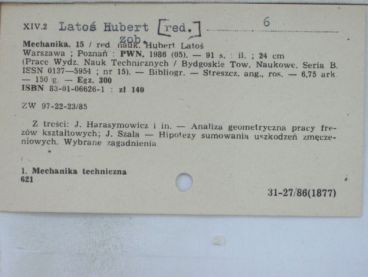 XIV.2 Latoś Hubert [red.] 6
zob.
Mechanika. 15 / red. nauk. Hubert Latoś
Warszawa ; Poznań : PWN, 1986 (05). — 91 s. : il. ; 24 cm
(Prace Wydz. Nauk Technicznych / Bydgoskie Tow. Naukowe. Seria B.
ISSN 0137—5954 ; nr 15). — Bibliogr. — Streszcz. ang., ros. — 6,75 ark.
— 150 g. — Egz. 300
ISBN 83-01-06626-1 : zł 140
ZW 97-22-23/85
Z treści: J. Harasymowicz i in. — Analiza geometryczna pracy fre-
zów kształtowych; J. Szala — Hipotezy sumowania uszkodzeń zmęcze-
niowych. Wybrane zagadnienia
1. Mechanika techniczna
621
31-27/86(1877)